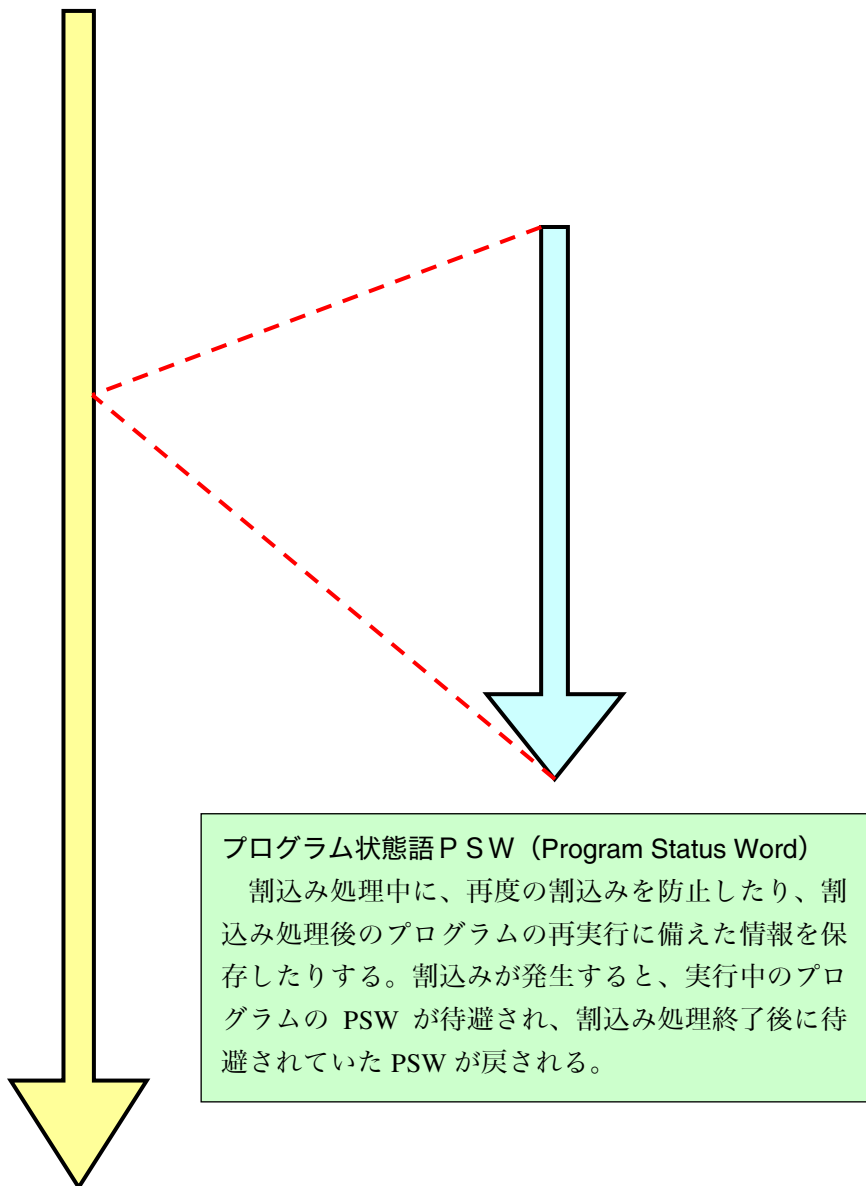 プログラム状態語ＰＳＷ（Program Status Word）
　割込み処理中に、再度の割込みを防止したり、割
込み処理後のプログラムの再実行に備えた情報を保
存したりする。割込みが発生すると、実行中のプロ
グラムの PSW が待避され、割込み処理終了後に待
避されていた PSW が戻される。